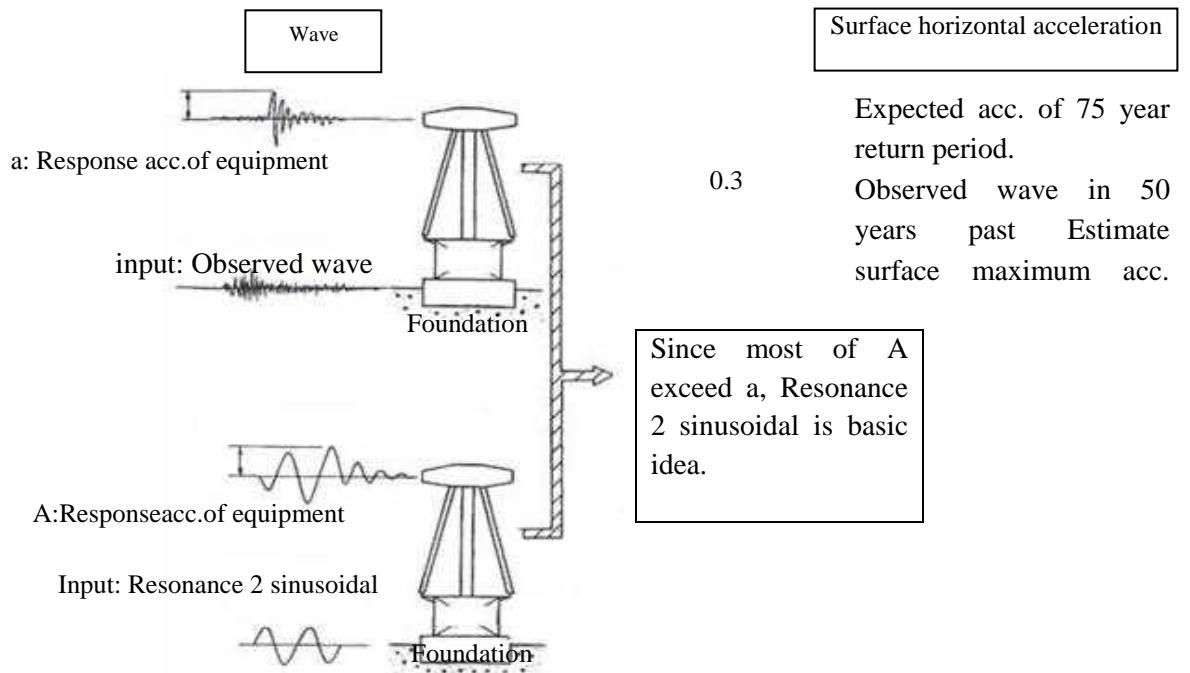 Wave
Surface horizontal acceleration
a: Response acc.of equipment
Expected acc. of 75 year
return period.
0.3
Observed wave in 50
years past Estimate
surface maximum acc.
input: Observed wave
Foundation
Since most of A
exceed a, Resonance
2 sinusoidal is basic
idea.
A:Responseacc.of equipment
Input: Resonance 2 sinusoidal
Foundation